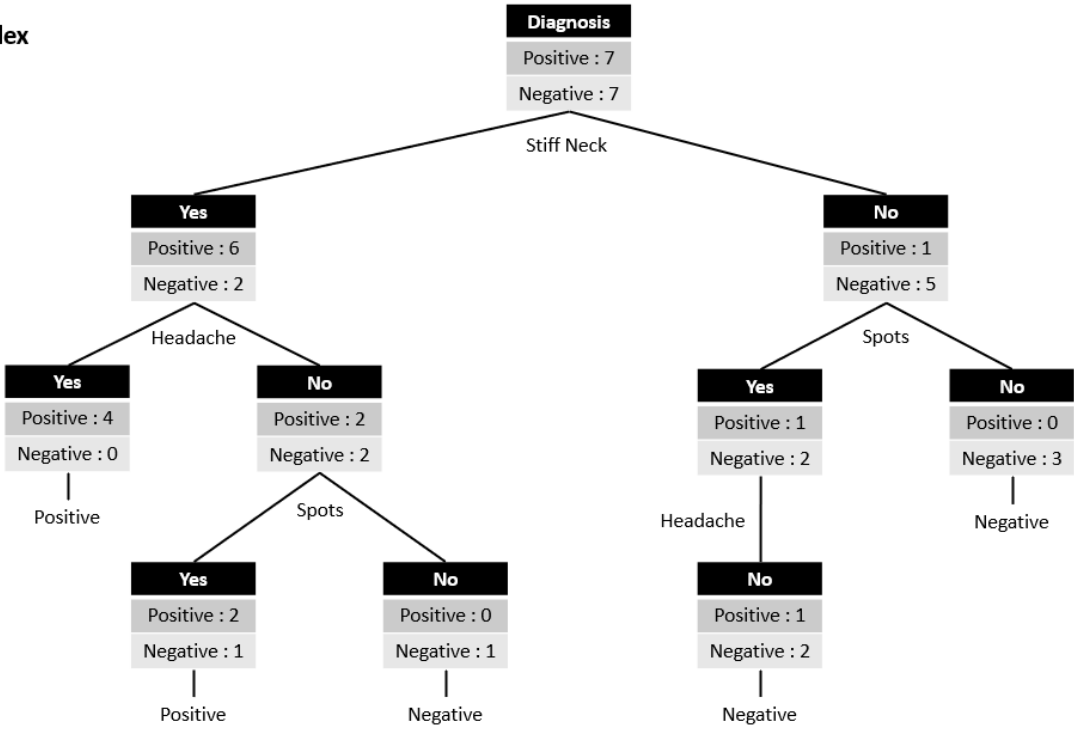 Diagnosis
Positive : 7
Negative : 7
Stiff Neck
Yes
Positive : 6
Negative : 2
No
Positive : 1
Negative : 5
Headache
Spots
Yes
Positive : 4
Negative : 0
Positive
No
Positive : 2
Negative : 2
Yes
Positive : 1
Negative : 2
No
Positive : 0
Negative : 3
Negative
Spots
Headache
Yes
Positive : 2
Negative : 1
Positive
No
Positive : 0
Negative : 1
Negative
No
Positive : 1
Negative : 2
Negative